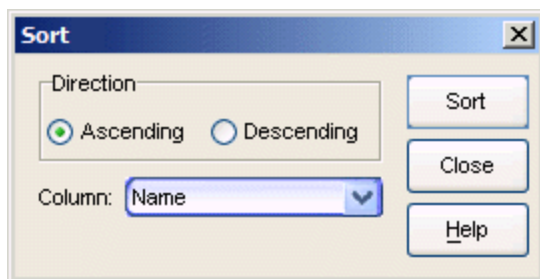 Sort
Direction
Ascending Descending
Column: Name
Sort
Close
Help